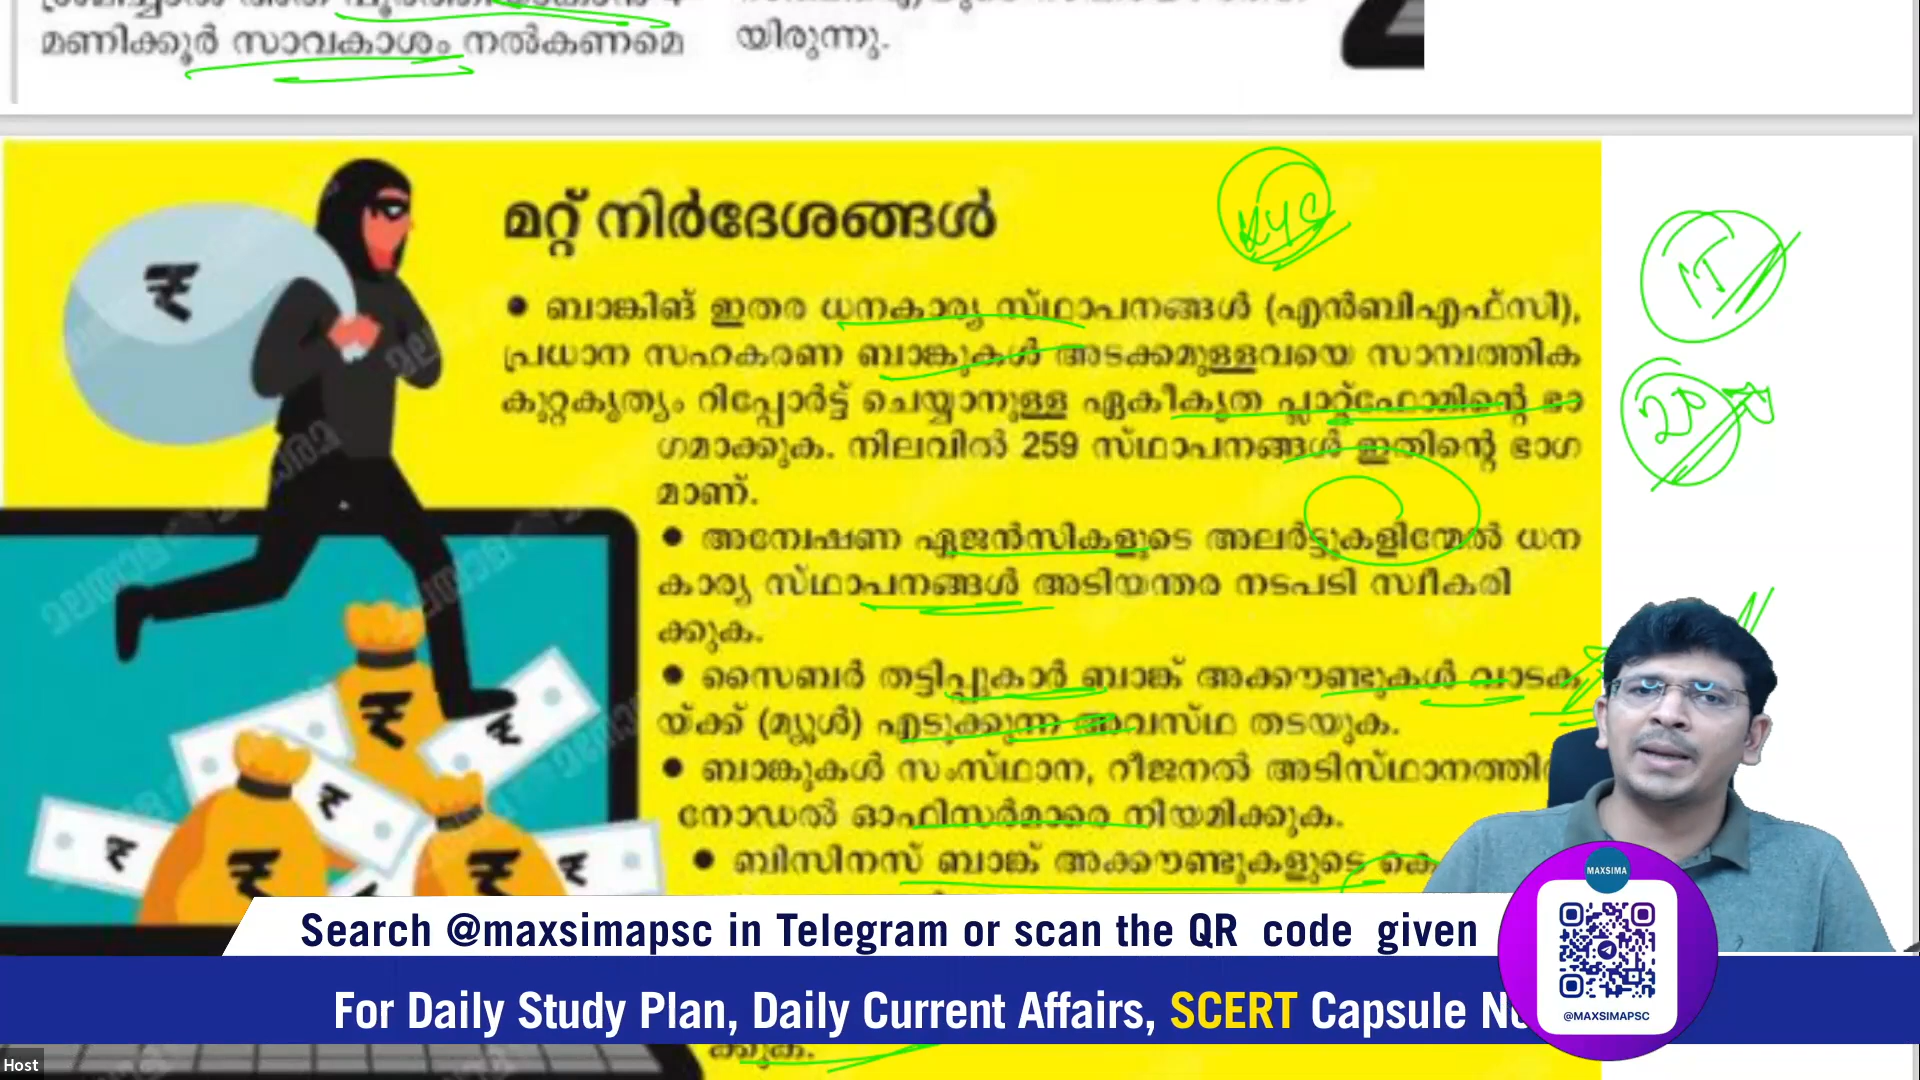 മണിക്കൂർ സാവകാശം നൽകണമെ
യിരുന്നു.
മറ്റ് നിർദേശങ്ങൾ
KYC
IT
● ബാങ്കിങ് ഇതര ധനകാര്യ സ്ഥാപനങ്ങൾ (എൻബിഎഫ്സി),
പ്രധാന സഹകരണ ബാങ്കുകൾ അടക്കമുള്ളവയെ സാമ്പത്തിക
കുറ്റകൃത്യം റിപ്പോർട്ട് ചെയ്യാനുള്ള ഏകീകൃത പ്ലാറ്റ്ഫോമിന്റെ ഭാ
ഗമാക്കുക. നിലവിൽ 259 സ്ഥാപനങ്ങൾ ഇതിന്റെ ഭാഗ
മാണ്.
● അന്വേഷണ ഏജൻസികളുടെ അലർട്ടുകളിന്മേൽ ധന
കാര്യ സ്ഥാപനങ്ങൾ അടിയന്തര നടപടി സ്വീകരി
ക്കുക.
● സൈബർ തട്ടിപ്പുകാർ ബാങ്ക് അക്കൗണ്ടുകൾ വാടക
യ്ക്ക് (മ്യൂൾ) എടുക്കുന്ന അവസ്ഥ തടയുക.
● ബാങ്കുകൾ സംസ്ഥാന, റീജനൽ അടിസ്ഥാനത്തിൽ
നോഡൽ ഓഫിസർമാരെ നിയമിക്കുക.
● ബിസിനസ് ബാങ്ക് അക്കൗണ്ടുകളുടെ കെ
ക്കുക.
Search @maxsimapsc in Telegram or scan the QR code given
For Daily Study Plan, Daily Current Affairs, SCERT Capsule No
MAXSIMA
@MAXSIMAPSC
Host